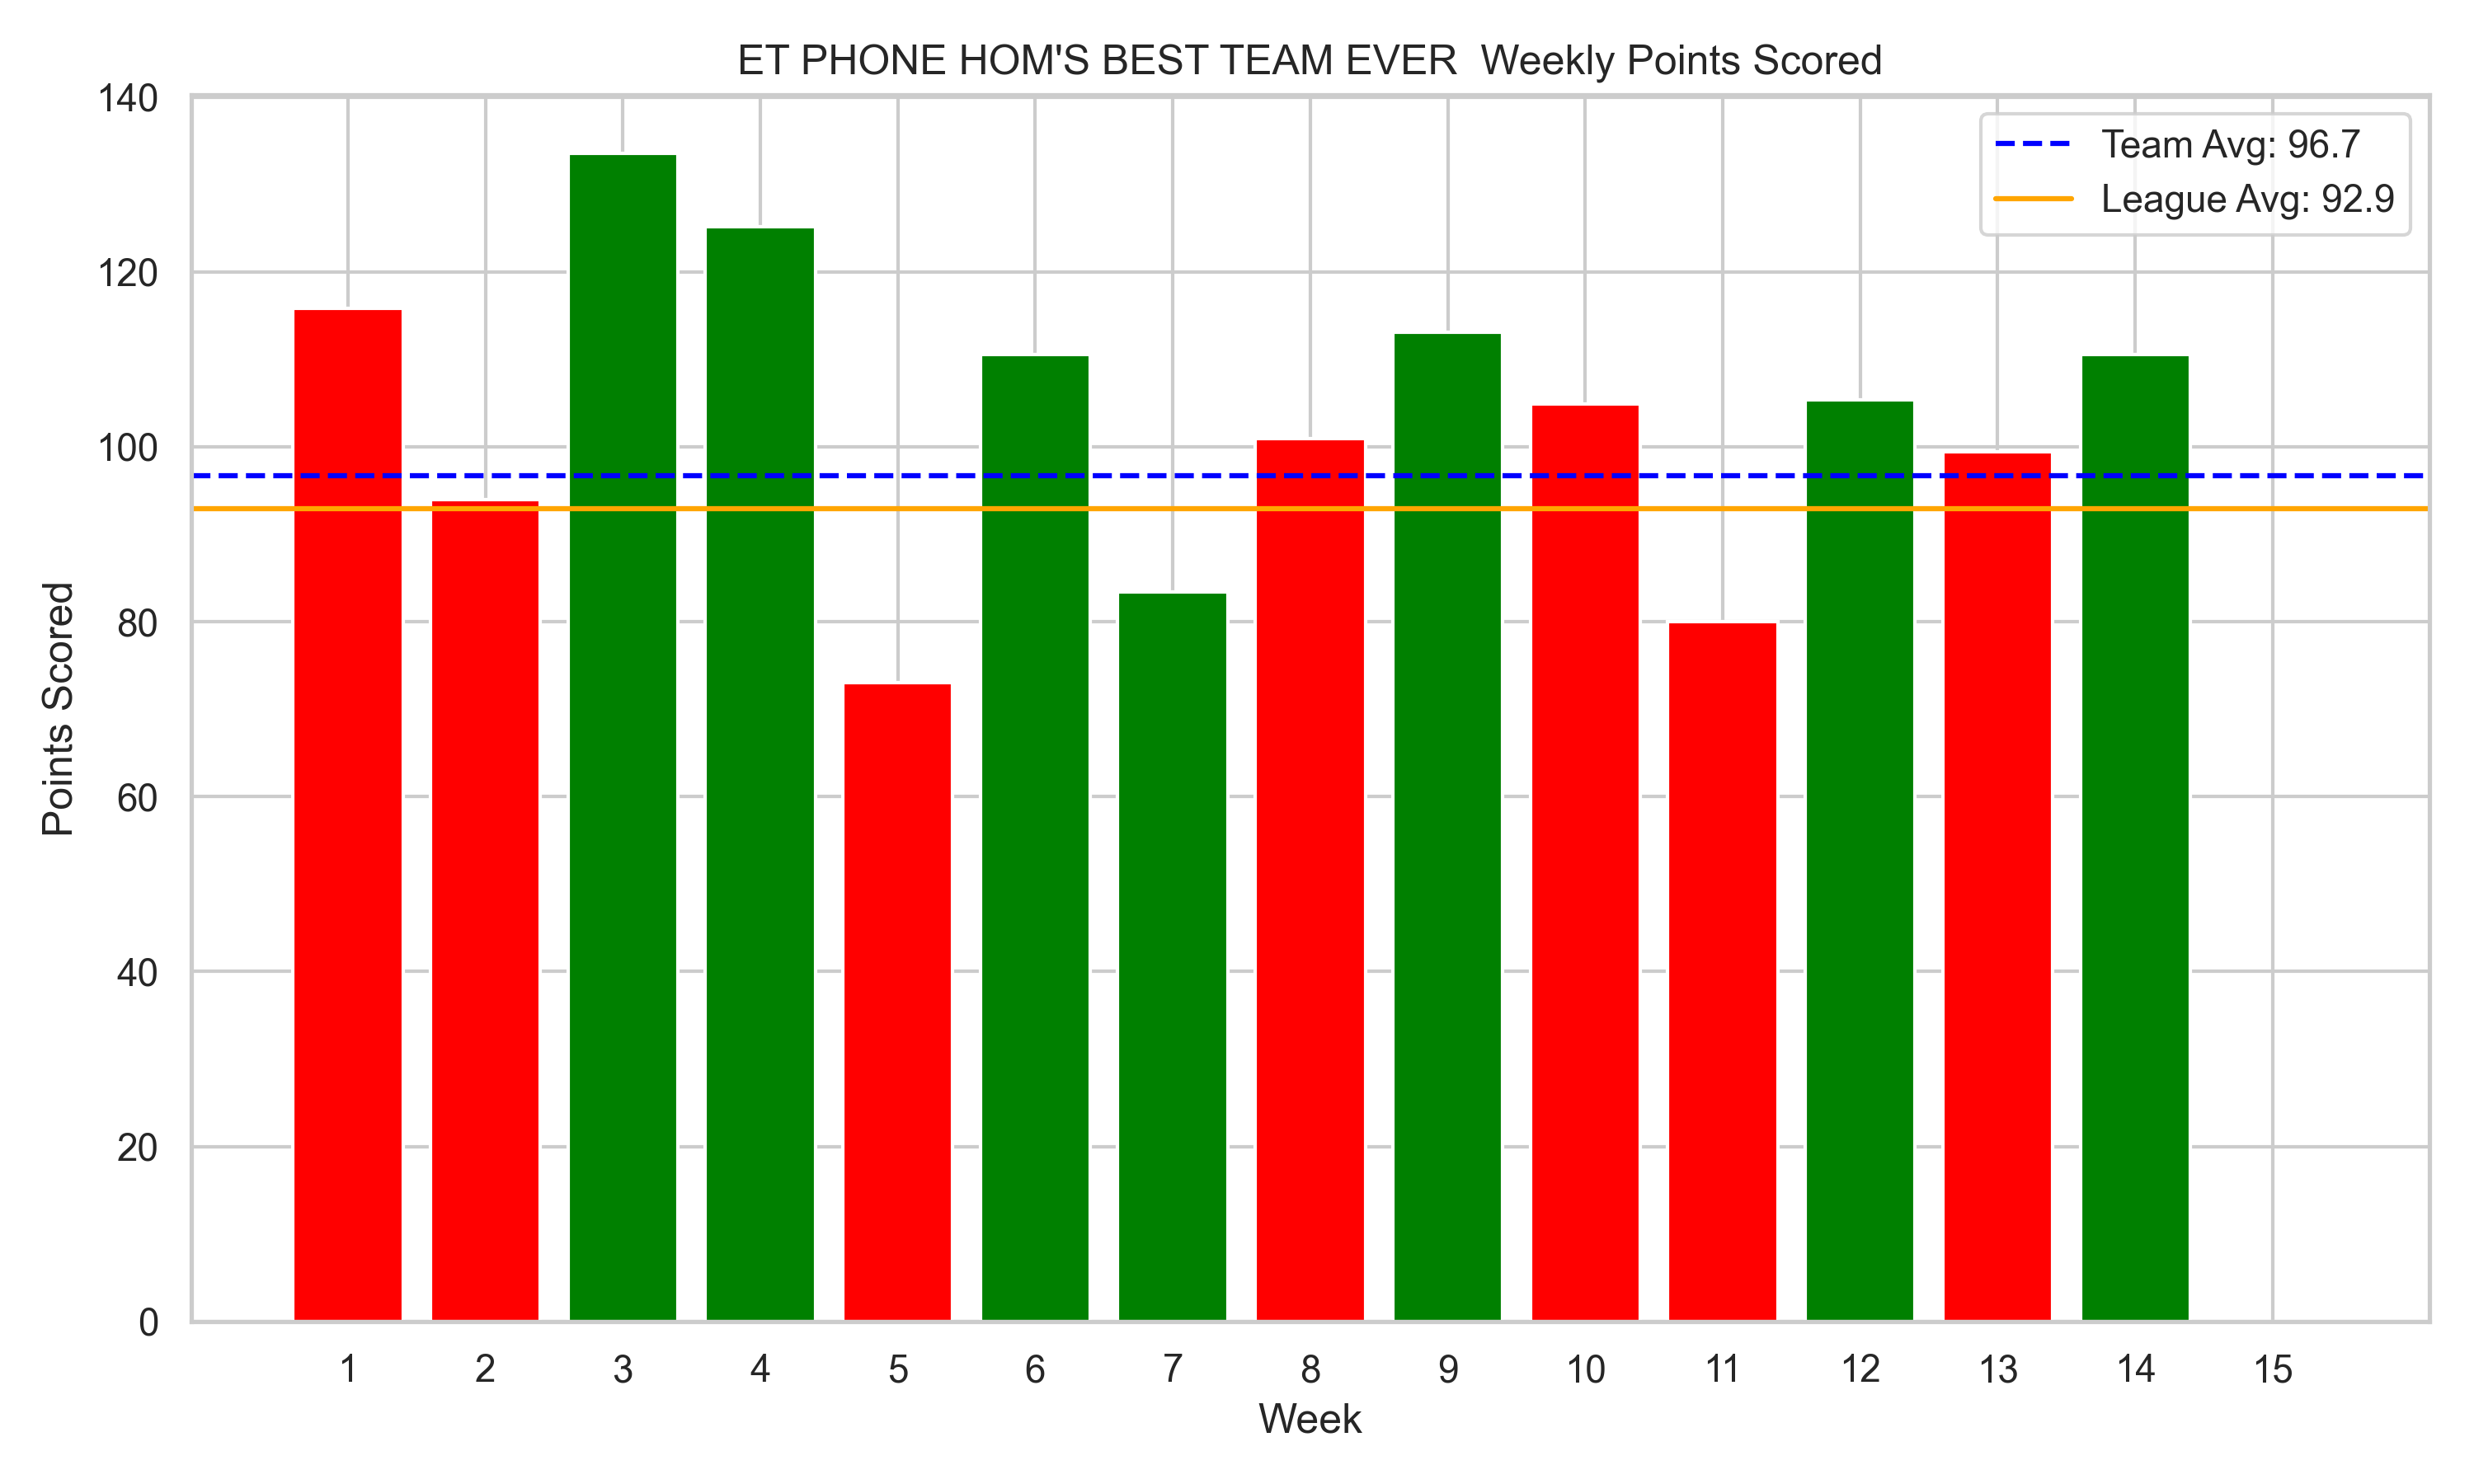 ET PHONE HOM'S BEST TEAM EVER  Weekly Points Scored
Team Avg: 96.7
League Avg: 92.9
Points Scored
140
120
100
80
60
40
20
0
1 2 3 4 5 6 7 8 9 10 11 12 13 14 15
Week